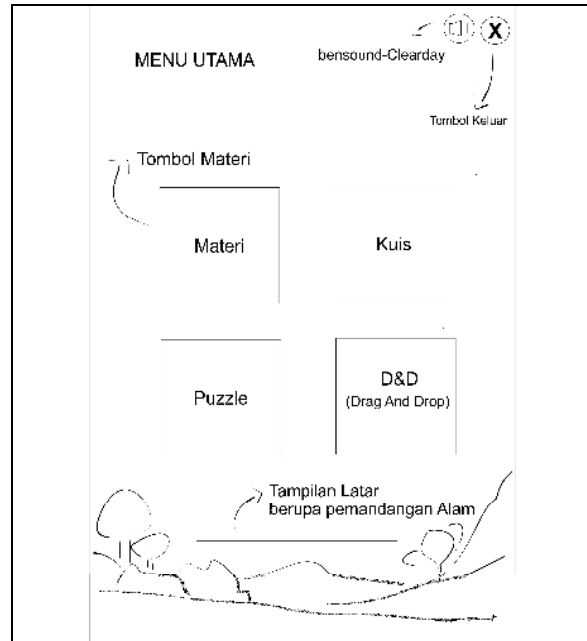 MENU UTAMA
bensound-Clearday
X
Tombol Keluar
Tombol Materi
Materi
Kuis
Puzzle
D&D
(Drag And Drop)
Tampilan Latar
berupa pemandangan Alam